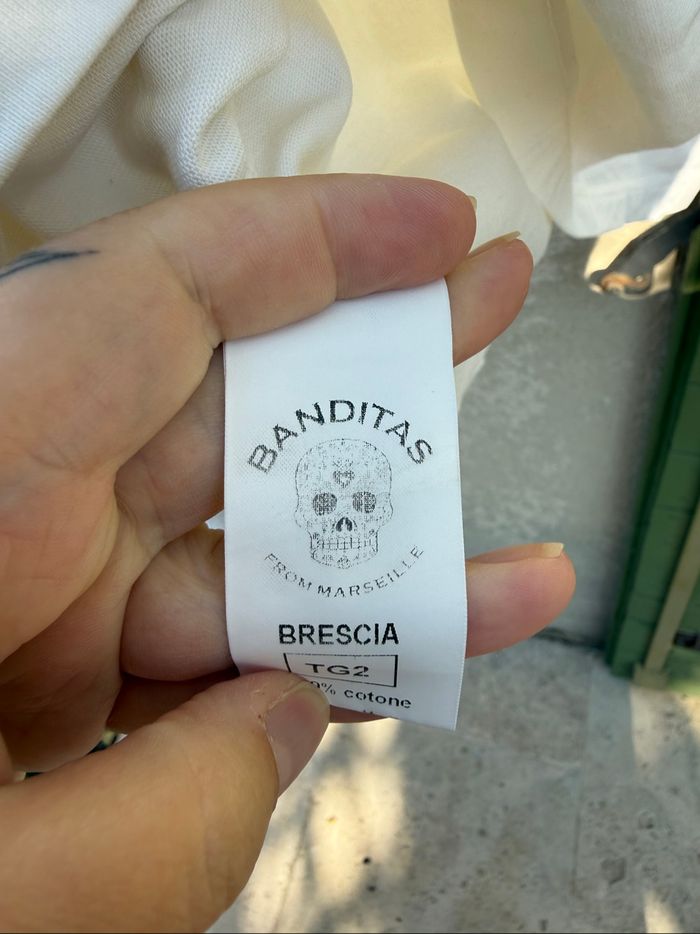 BANDITAS
FROM MARSEILLE
BRESCIA
TG2
% cotone